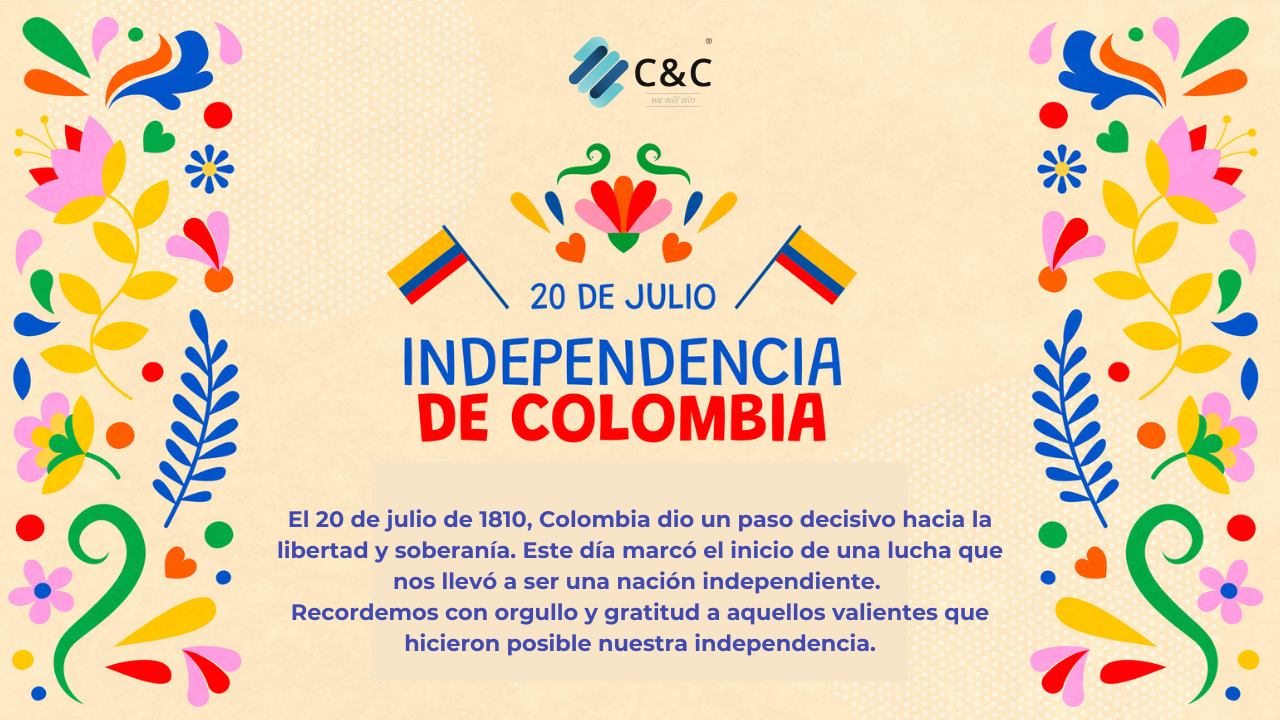 ®
C&C
we will win
20 DE JULIO
INDEPENDENCIA
DE COLOMBIA
El 20 de julio de 1810, Colombia dio un paso decisivo hacia la
libertad y soberanía. Este día marcó el inicio de una lucha que
nos llevó a ser una nación independiente.
Recordemos con orgullo y gratitud a aquellos valientes que
hicieron posible nuestra independencia.